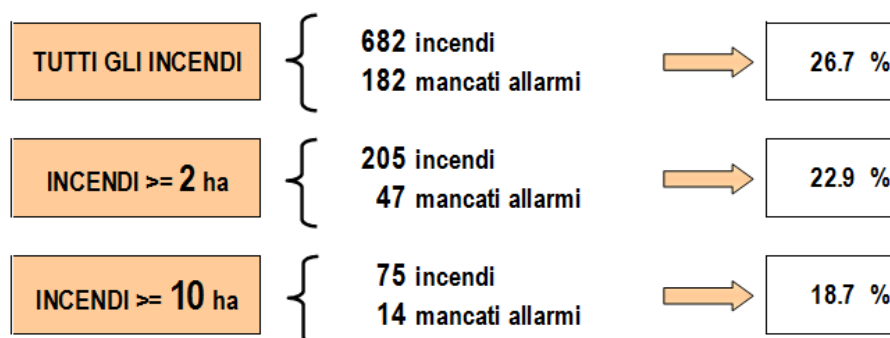 TUTTI GLI INCENDI
682 incendi
182 mancati allarmi
26.7 %
INCENDI >= 2 ha
205 incendi
47 mancati allarmi
22.9 %
INCENDI >= 10 ha
75 incendi
14 mancati allarmi
18.7 %